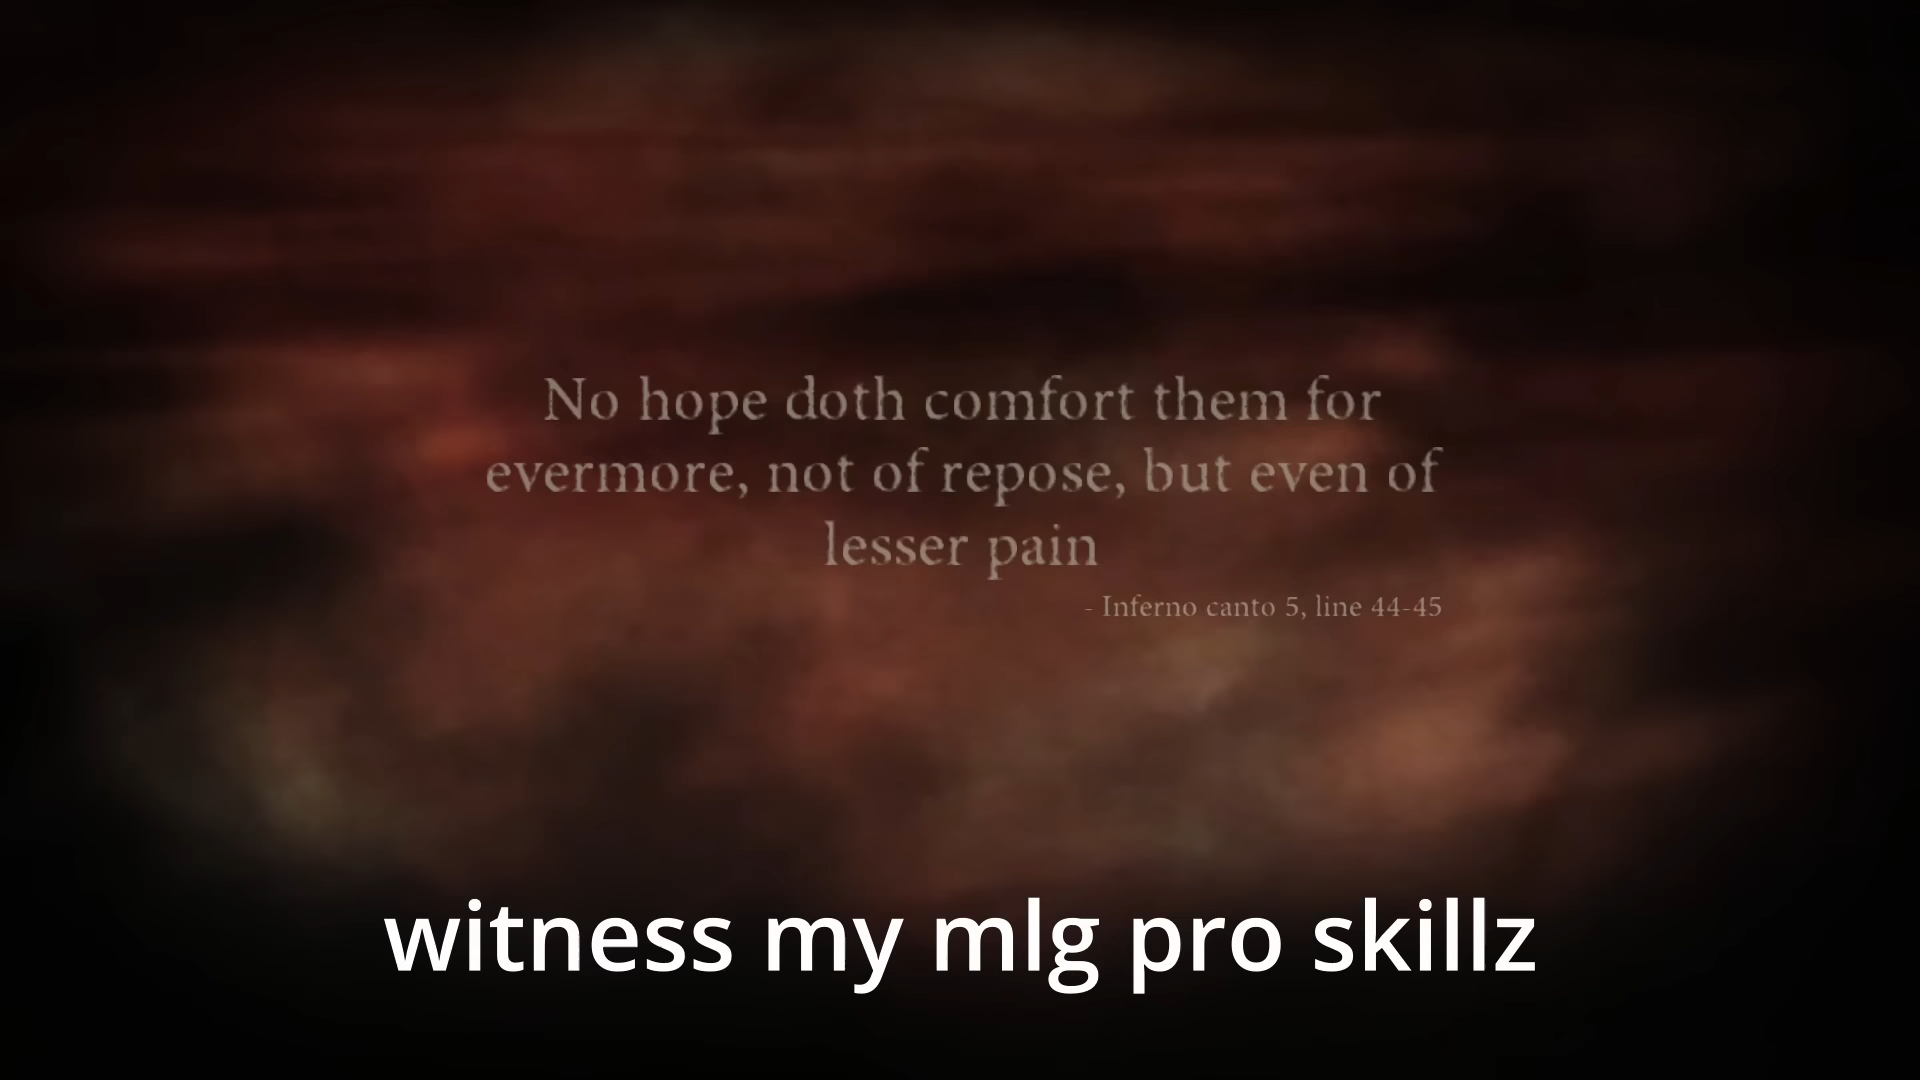 No hope doth comfort them for
evermore, not of repose, but even of
lesser pain
- Inferno canto 5, line 44-45
witness my mlg pro skillz